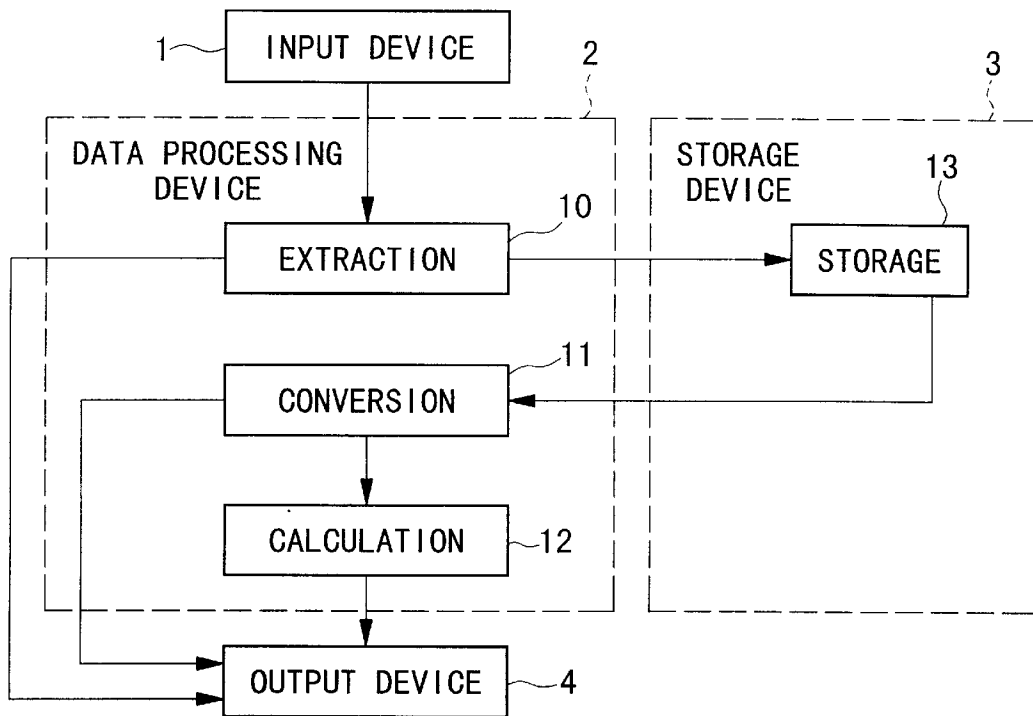 1
INPUT DEVICE
2
3
DATA PROCESSING
DEVICE
STORAGE
DEVICE
10
13
EXTRACTION
STORAGE
11
CONVERSION
CALCULATION
12
OUTPUT DEVICE
4